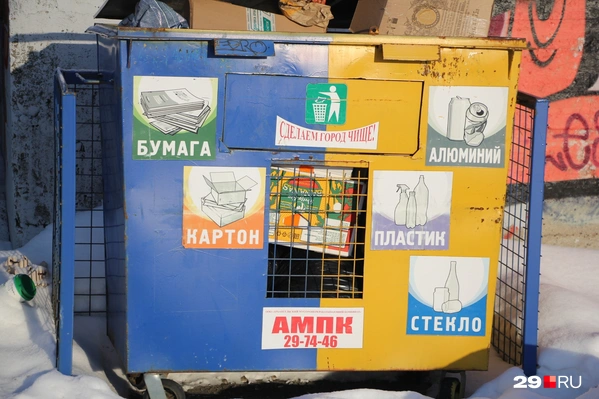 БУМАГА
СДЕЛАЕМ ГОРОД ЧИЩЕ!
АЛЮМИНИЙ
КАРТОН
ПЛАСТИК
СТЕКЛО
АМПК
29-74-46
29.RU